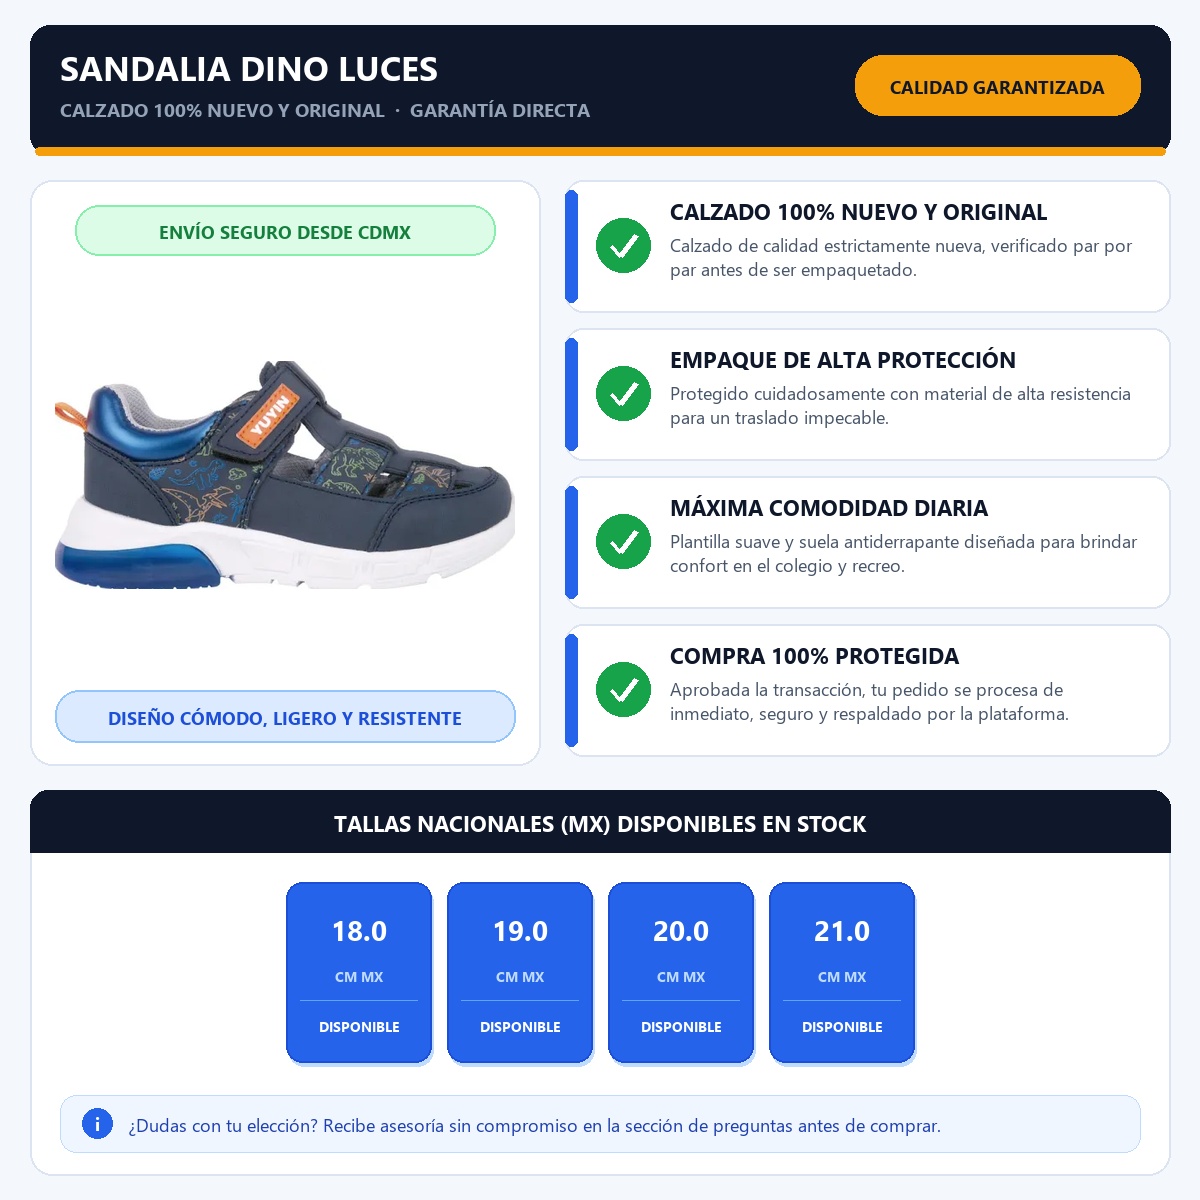 SANDALIA DINO LUCES
CALZADO 100% NUEVO Y ORIGINAL · GARANTÍA DIRECTA
CALIDAD GARANTIZADA
ENVÍO SEGURO DESDE CDMX
YUYIN
DISEÑO CÓMODO, LIGERO Y RESISTENTE
CALZADO 100% NUEVO Y ORIGINAL
Calzado de calidad estrictamente nueva, verificado par por
par antes de ser empaquetado.
EMPAQUE DE ALTA PROTECCIÓN
Protegido cuidadosamente con material de alta resistencia
para un traslado impecable.
MÁXIMA COMODIDAD DIARIA
Plantilla suave y suela antiderrapante diseñada para brindar
confort en el colegio y recreo.
COMPRA 100% PROTEGIDA
Aprobada la transacción, tu pedido se procesa de
inmediato, seguro y respaldado por la plataforma.
TALLAS NACIONALES (MX) DISPONIBLES EN STOCK
18.0
CM MX
DISPONIBLE
19.0
CM MX
DISPONIBLE
20.0
CM MX
DISPONIBLE
21.0
CM MX
DISPONIBLE
¿Dudas con tu elección? Recibe asesoría sin compromiso en la sección de preguntas antes de comprar.